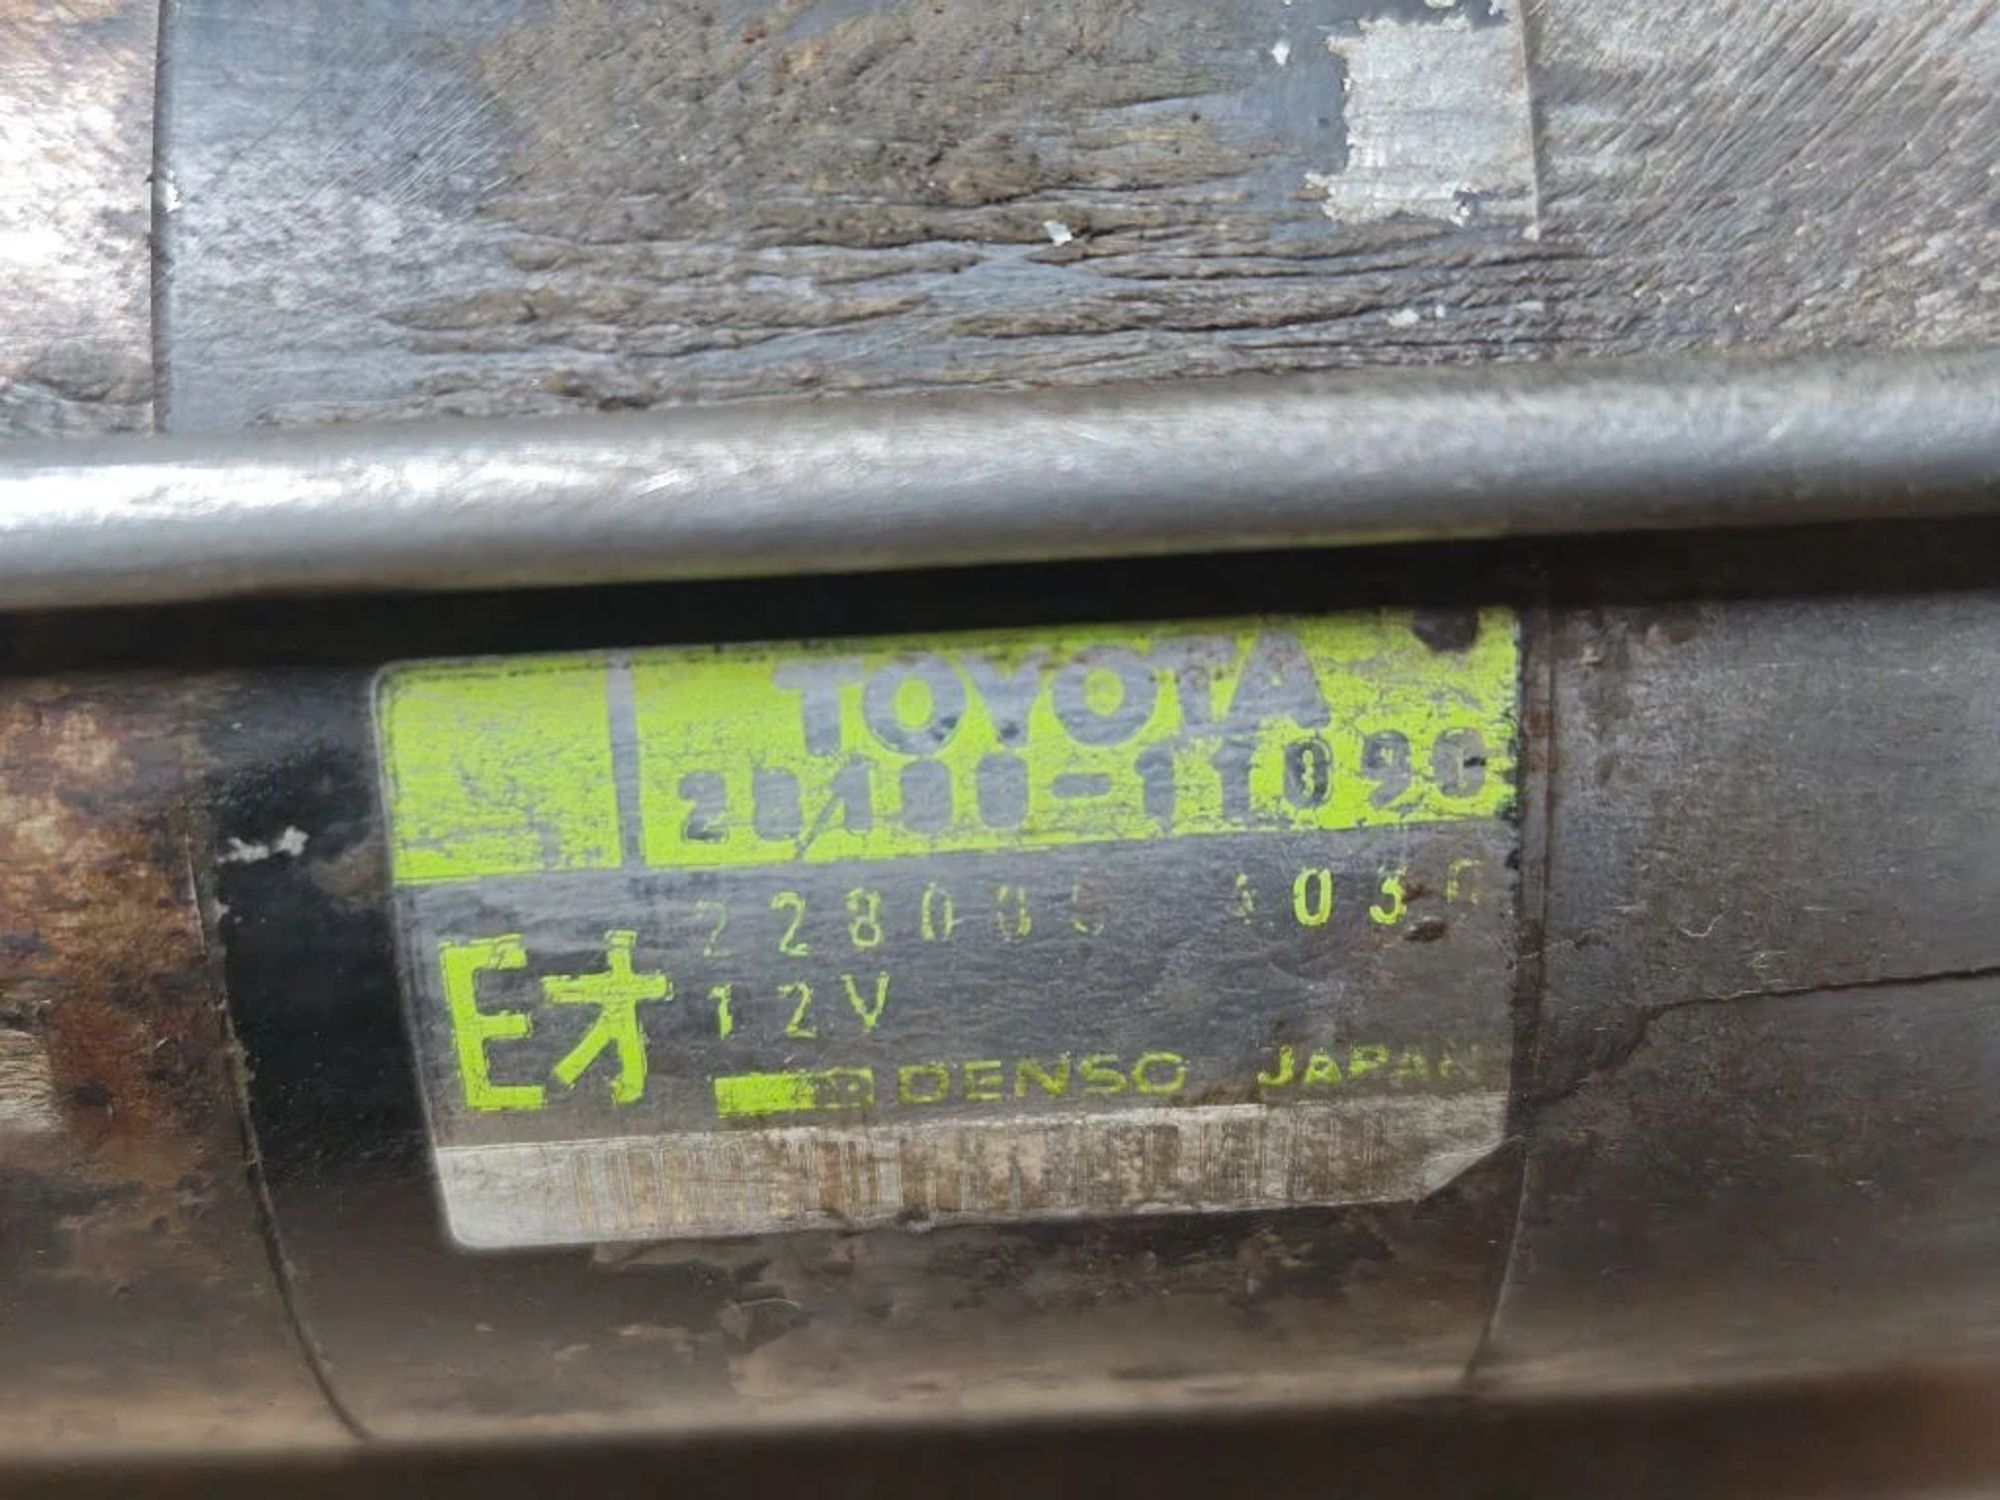 TOYOTA
28100-11090
228000 4030
Eオ 12V
DENSO JAPAN